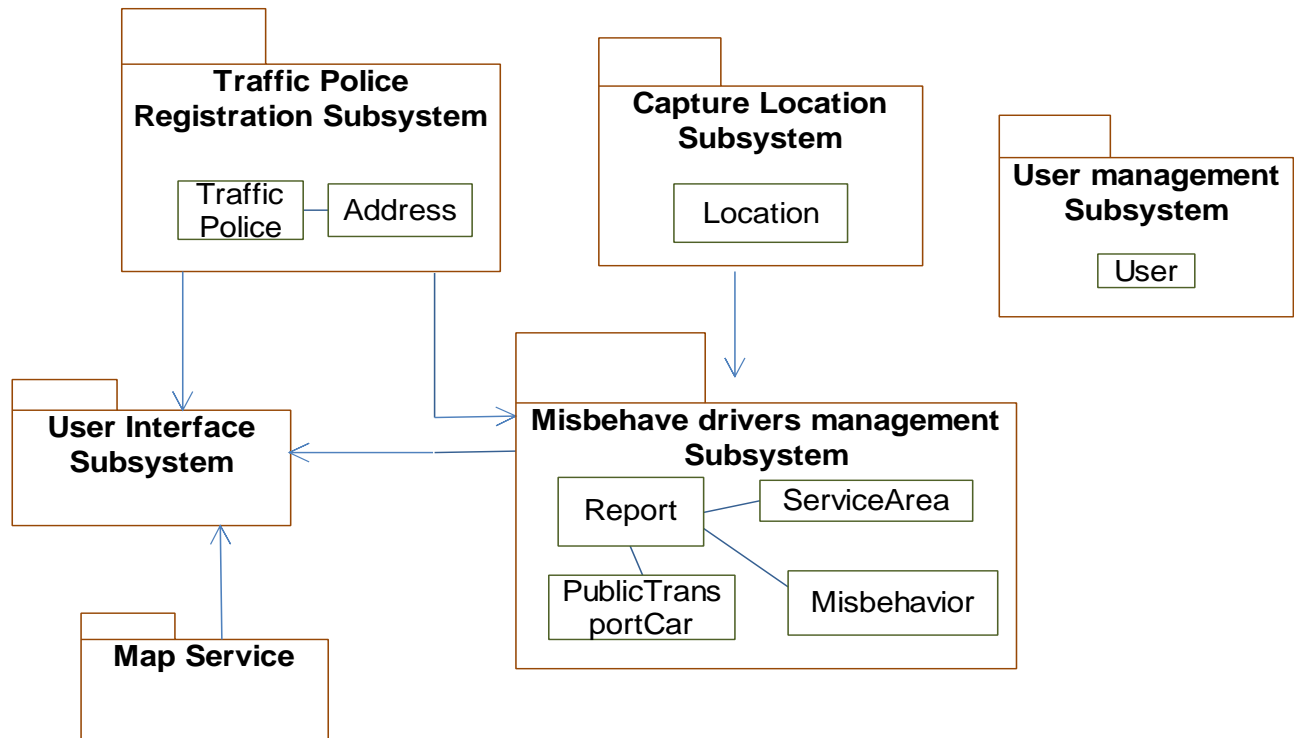 Traffic Police
Registration Subsystem
Traffic
Police
Address
Capture Location
Subsystem
Location
User management
Subsystem
User
User Interface
Subsystem
Misbehave drivers management
Subsystem
Report
ServiceArea
PublicTrans
portCar
Misbehavior
Map Service